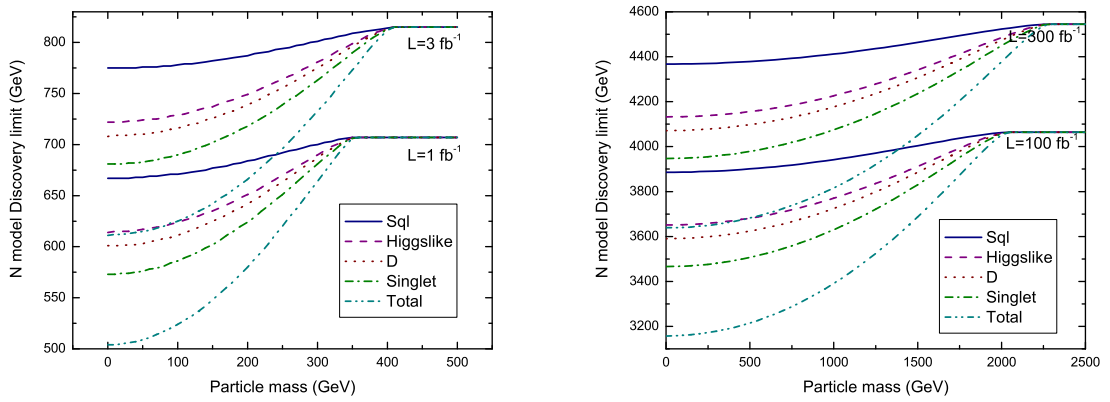 N model Discovery limit (GeV)
800
750
700
650
600
550
500
L=3 fb-1
L=1 fb-1
Sql
Higgslike
D
Singlet
Total
0 100 200 300 400 500
Particle mass (GeV)
N model Discovery limit (GeV)
4600
4400
4200
4000
3800
3600
3400
3200
L=300 fb-1
L=100 fb-1
Sql
Higgslike
D
Singlet
Total
0 500 1000 1500 2000 2500
Particle mass (GeV)